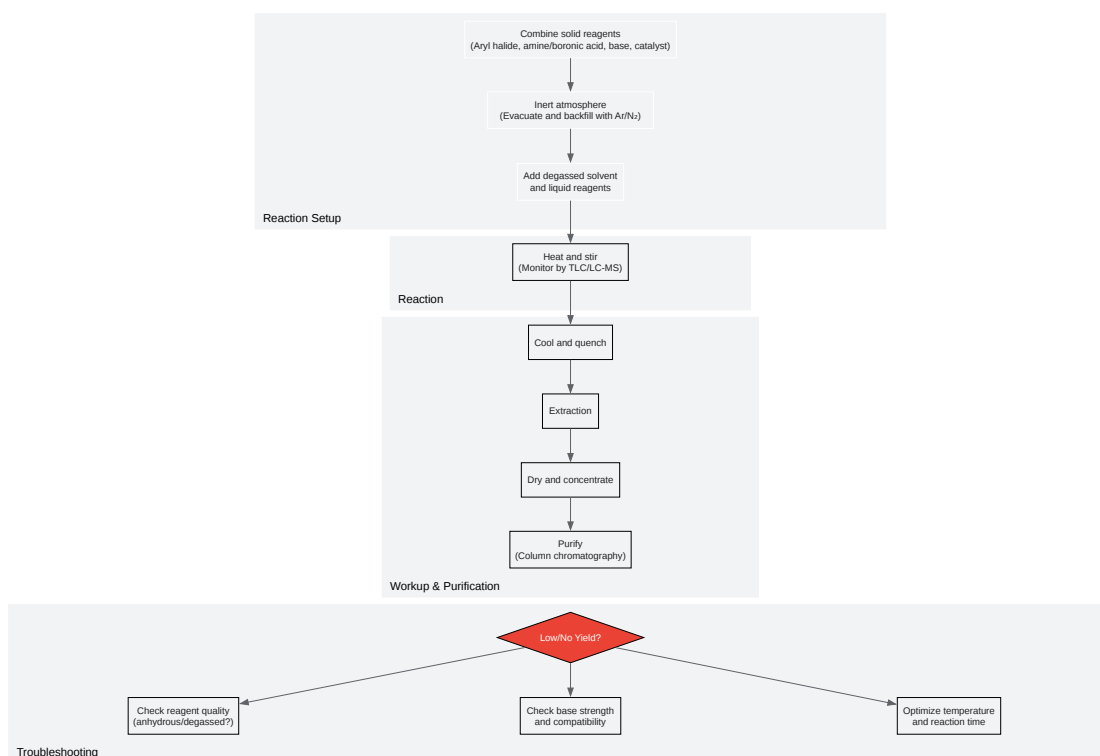 Combine solid reagents
(Aryl halide, amine/boronic acid, base, catalyst)
Inert atmosphere
(Evacuate and backfill with Ar/N₂)
Add degassed solvent
and liquid reagents
Reaction Setup
Heat and stir
(Monitor by TLC/LC-MS)
Reaction
Cool and quench
Extraction
Dry and concentrate
Purify
(Column chromatography)
Workup & Purification
Low/No Yield?
Check reagent quality
(anhydrous/degassed?)
Check base strength
and compatibility
Optimize temperature
and reaction time
Troubleshooting